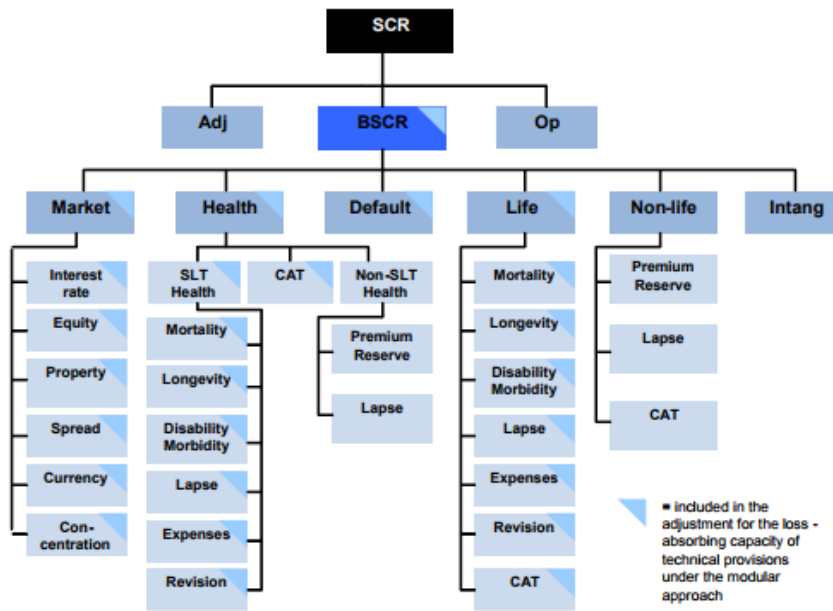 SCR
Adj
BSCR
Op
Market
Health
Default
Life
Non-life
Intang
Interest
rate
Equity
Property
Spread
Currency
Con-
centration
SLT
Health
CAT
Non-SLT
Health
Mortality
Longevity
Disability
Morbidity
Lapse
Expenses
Revision
Premium
Reserve
Lapse
Mortality
Longevity
Disability
Morbidity
Lapse
Expenses
Revision
CAT
Premium
Reserve
Lapse
CAT
= included in the
adjustment for the loss -
absorbing capacity of
technical provisions
under the modular
approach